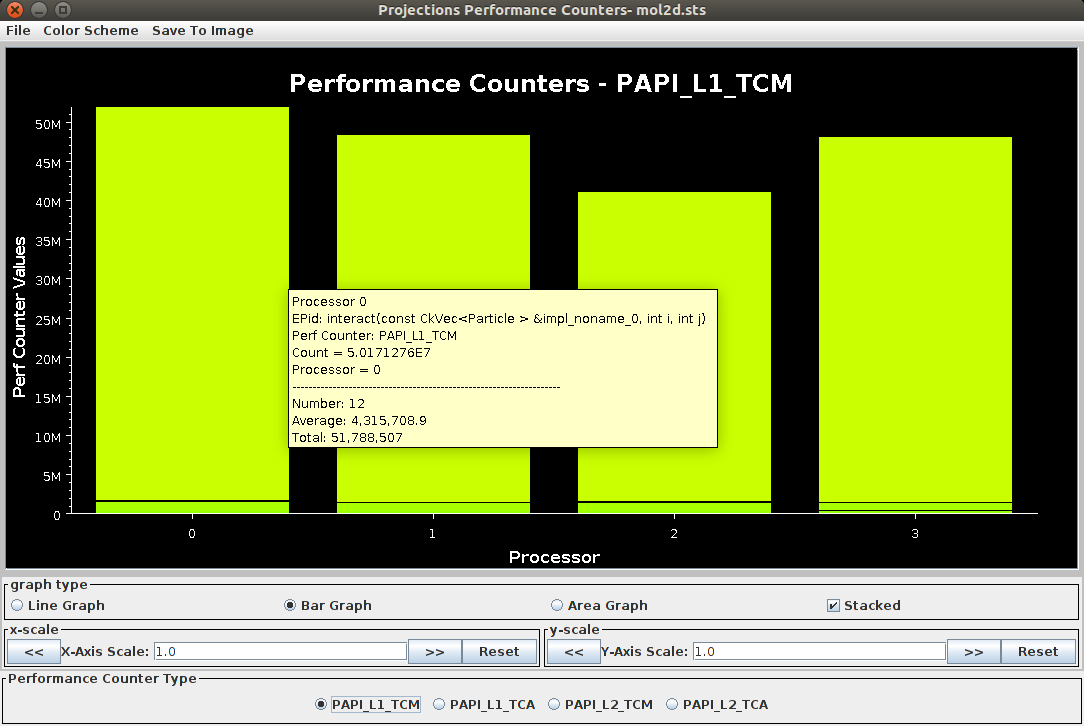 Projections Performance Counters- mol2d.sts
File Color Scheme Save To Image
Performance Counters - PAPI_L1_TCM
Perf Counter Values
50M
45M
40M
35M
30M
25M
20M
15M
10M
5M
0
Processor 0
EPid: interact(const CkVec<Particle > &impl_noname_0, int i, int j)
Perf Counter: PAPI_L1_TCM
Count = 5.0171276E7
Processor = 0
--------------------------------------------------------------------
Number: 12
Average: 4,315,708.9
Total: 51,788,507
0 1 2 3
Processor
graph type
Line Graph Bar Graph Area Graph Stacked
x-scale y-scale
<< X-Axis Scale: 1.0 >> Reset << Y-Axis Scale: 1.0 >> Reset
Performance Counter Type
PAPI_L1_TCM PAPI_L1_TCA PAPI_L2_TCM PAPI_L2_TCA